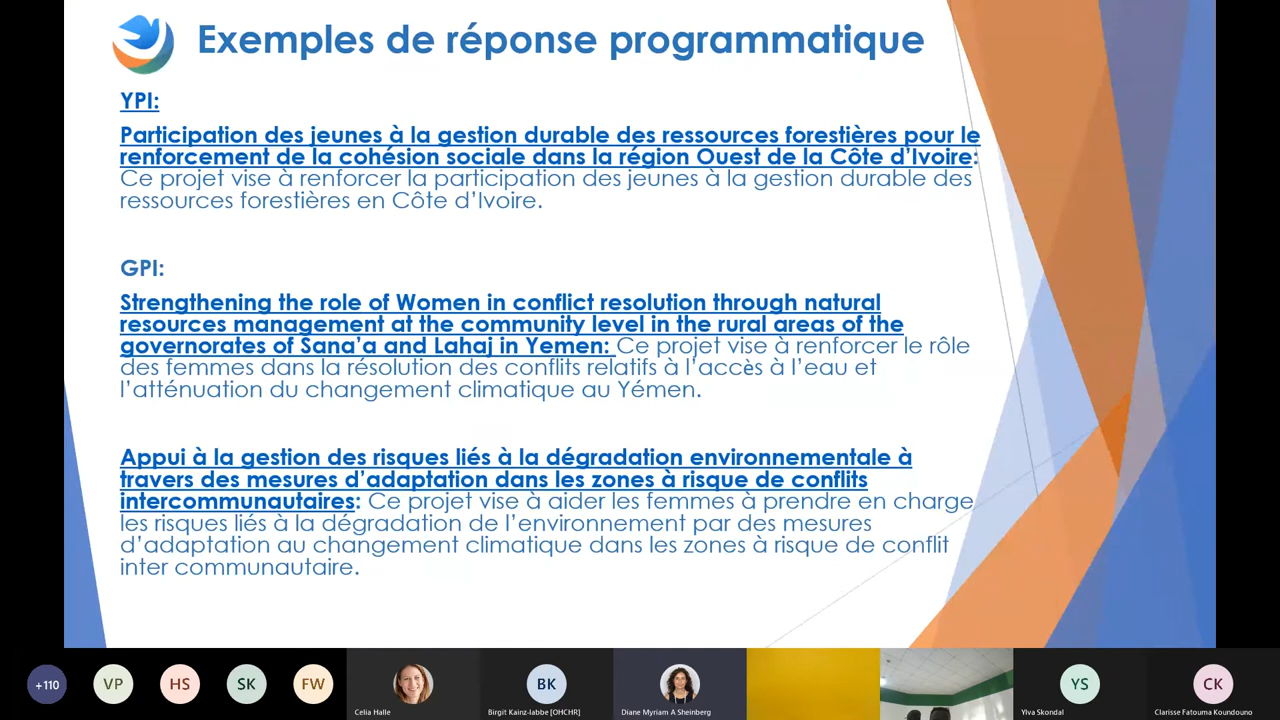 Exemples de réponse programmatique
YPI:
Participation des jeunes à la gestion durable des ressources forestières pour le
renforcement de la cohésion sociale dans la région Ouest de la Côte d’Ivoire:
Ce projet vise à renforcer la participation des jeunes à la gestion durable des
ressources forestières en Côte d’Ivoire.
GPI:
Strengthening the role of Women in conflict resolution through natural
resources management at the community level in the rural areas of the
governorates of Sana’a and Lahaj in Yemen: Ce projet vise à renforcer le rôle
des femmes dans la résolution des conflits relatifs à l’accès à l’eau et
l’atténuation du changement climatique au Yémen.
Appui à la gestion des risques liés à la dégradation environnementale à
travers des mesures d’adaptation dans les zones à risque de conflits
intercommunautaires: Ce projet vise à aider les femmes à prendre en charge
les risques liés à la dégradation de l’environnement par des mesures
d’adaptation au changement climatique dans les zones à risque de conflit
inter communautaire.
+110 VP HS SK FW BK YS CK
Celia Halle Birgit Kainz-labbe [OHCHR] Diane Myriam A Sheinberg Ylva Skondal Clarisse Fatouma Koundouno